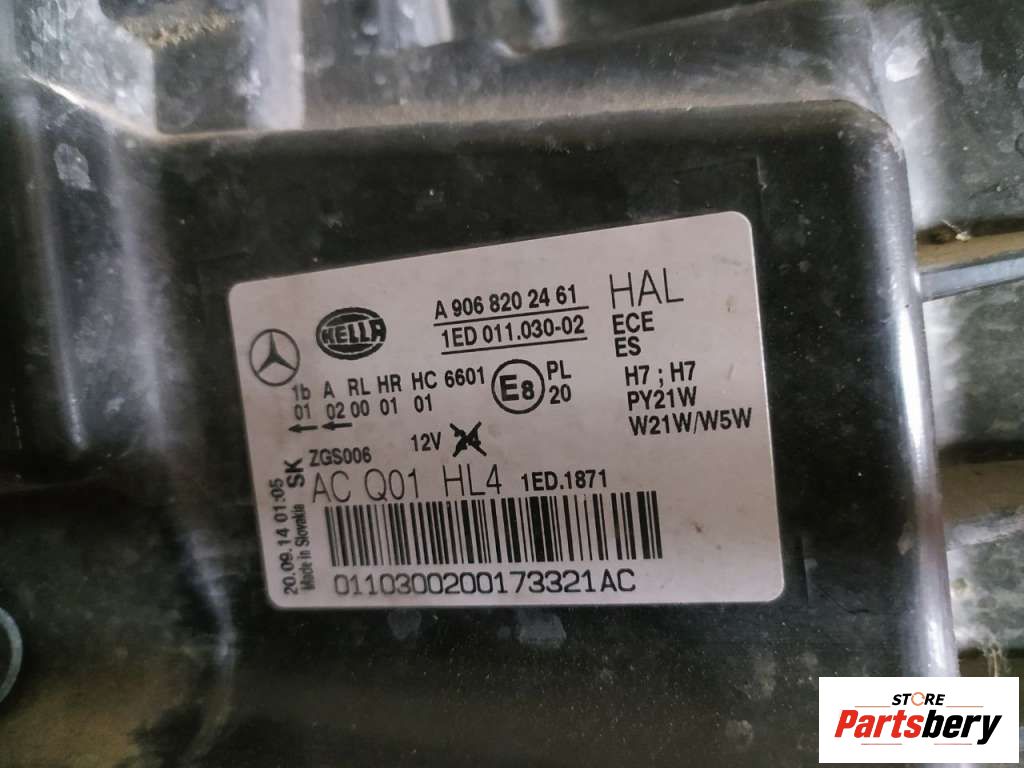 HELLA
A 906 820 24 61
1ED 011.030-02
HAL
ECE
ES
1b A RL HR HC 6601 E8 PL
01 02 00 01 01 20
H7 ; H7
PY21W
W21W/W5W
12V 24
ZGS006
AC Q01 HL4 1ED.1871
20.09.14 01:05 SK
Made in Slovakia
0110300200173321AC
STORE
Partsbery